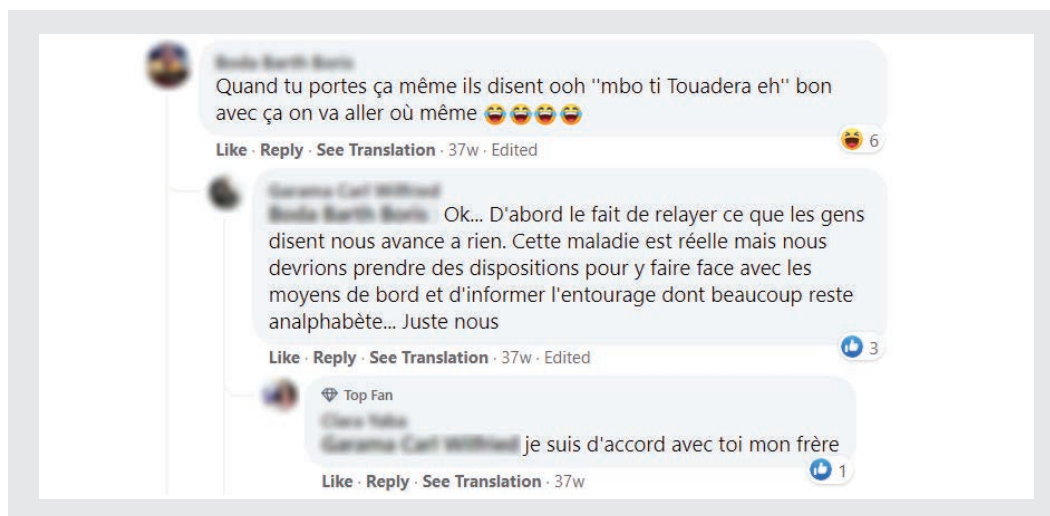 Quand tu portes ça même ils disent ooh ''mbo ti Touadera eh'' bon
avec ça on va aller où même 😂😂😂😂
6
Like · Reply · See Translation · 37w · Edited
Ok... D'abord le fait de relayer ce que les gens
disent nous avance a rien. Cette maladie est réelle mais nous
devrions prendre des dispositions pour y faire face avec les
moyens de bord et d'informer l'entourage dont beaucoup reste
analphabète... Juste nous
3
Like · Reply · See Translation · 37w · Edited
Top Fan
je suis d'accord avec toi mon frère
1
Like · Reply · See Translation · 37w